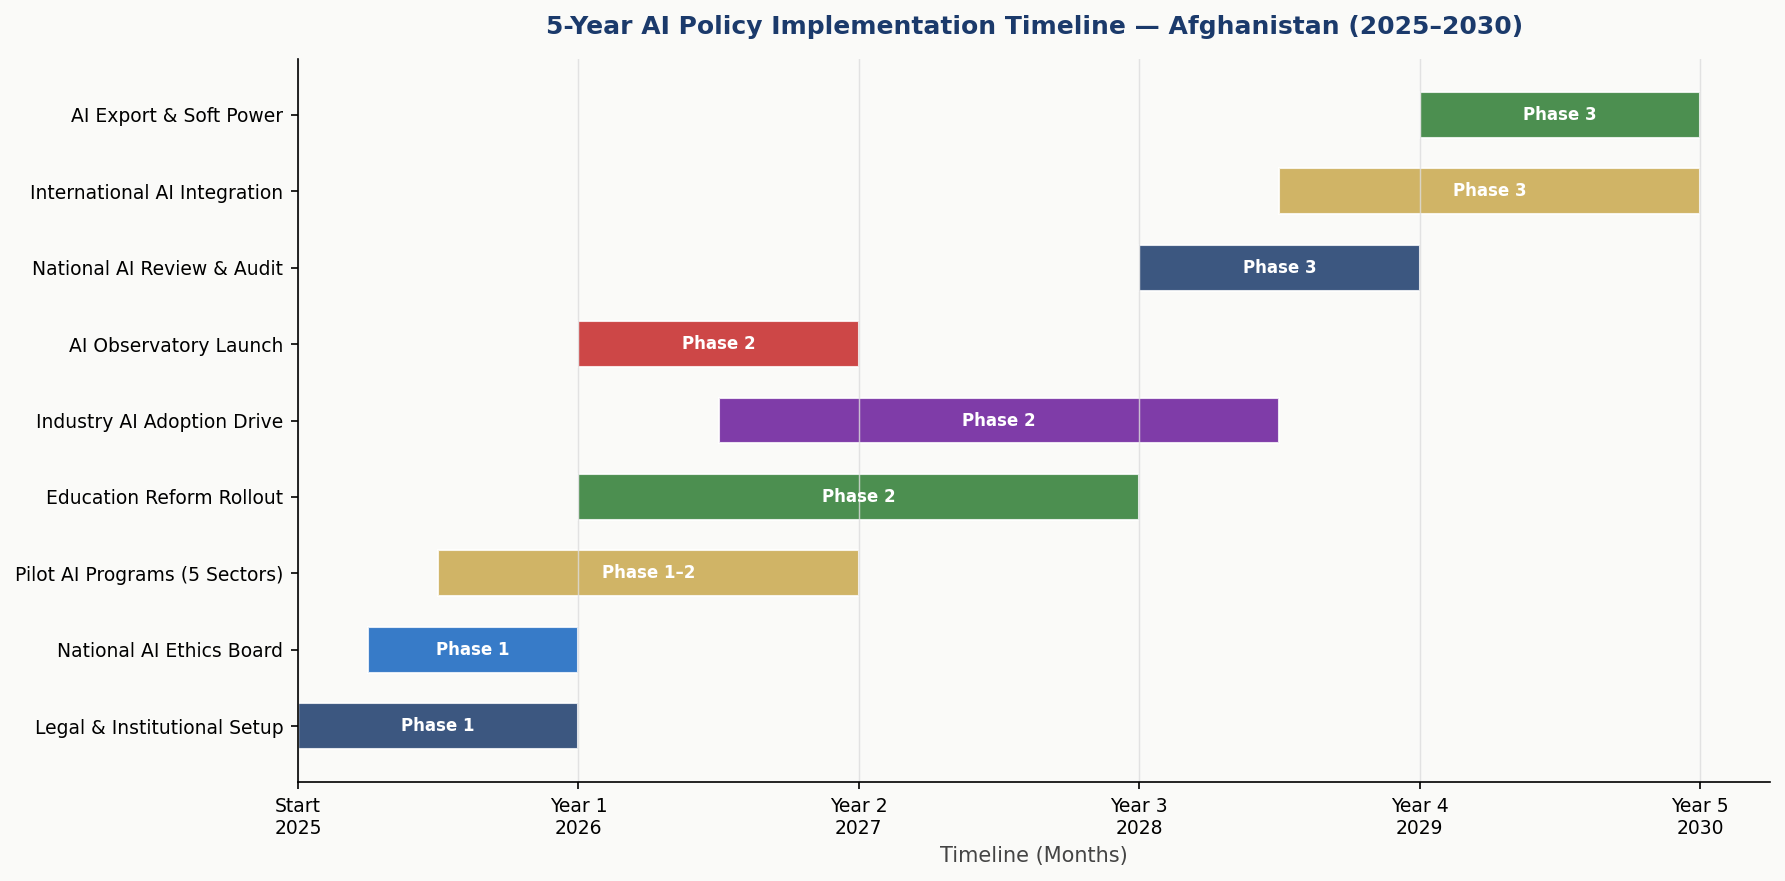 5-Year AI Policy Implementation Timeline — Afghanistan (2025–2030)
AI Export & Soft Power
Phase 3
International AI Integration
Phase 3
National AI Review & Audit
Phase 3
AI Observatory Launch
Phase 2
Industry AI Adoption Drive
Phase 2
Education Reform Rollout
Phase 2
Pilot AI Programs (5 Sectors)
Phase 1–2
National AI Ethics Board
Phase 1
Legal & Institutional Setup
Phase 1
Start
2025
Year 1
2026
Year 2
2027
Year 3
2028
Year 4
2029
Year 5
2030
Timeline (Months)